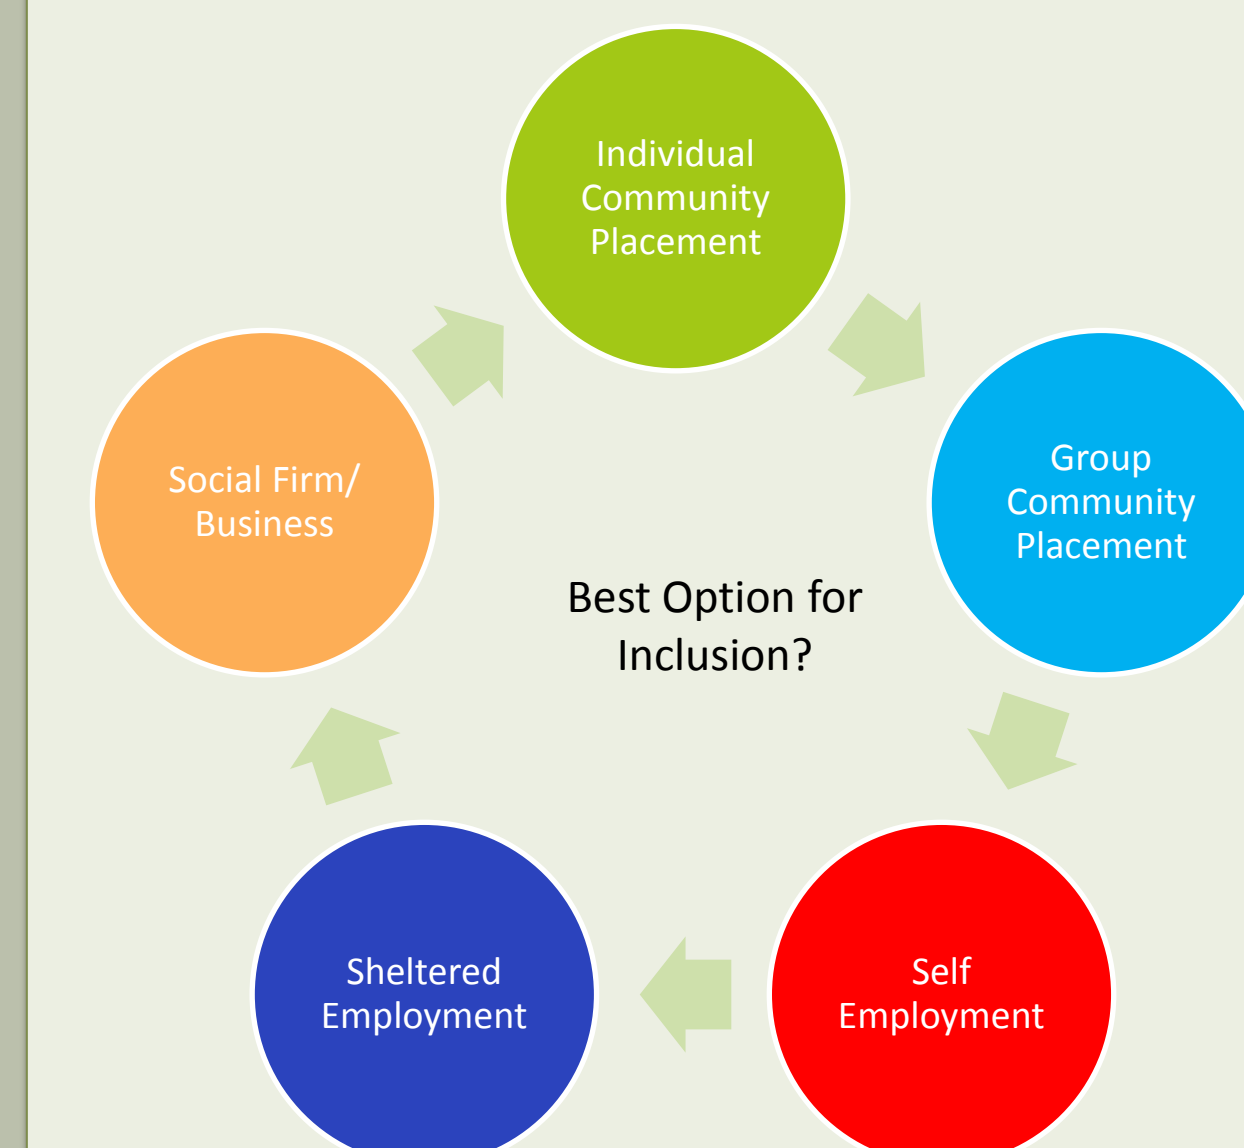 Individual
Community
Placement
Group
Community
Placement
Self
Employment
Sheltered
Employment
Social Firm/
Business
Best Option for
Inclusion?